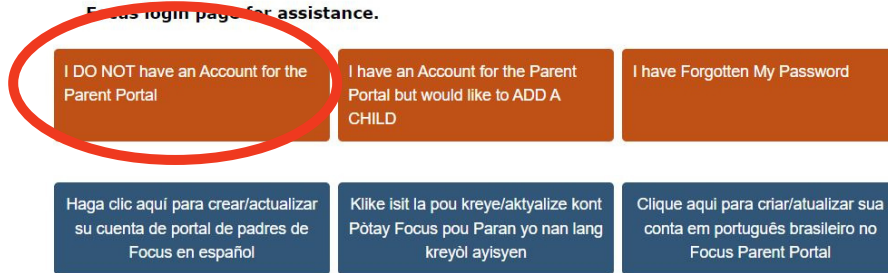 Focus login page for assistance.
I DO NOT have an Account for the
Parent Portal
I have an Account for the Parent
Portal but would like to ADD A
CHILD
I have Forgotten My Password
Haga clic aquí para crear/actualizar
su cuenta de portal de padres de
Focus en español
Klike isit la pou kreye/aktyalize kont
Pòtay Focus pou Paran yo nan lang
kreyòl ayisyen
Clique aqui para criar/atualizar sua
conta em português brasileiro no
Focus Parent Portal